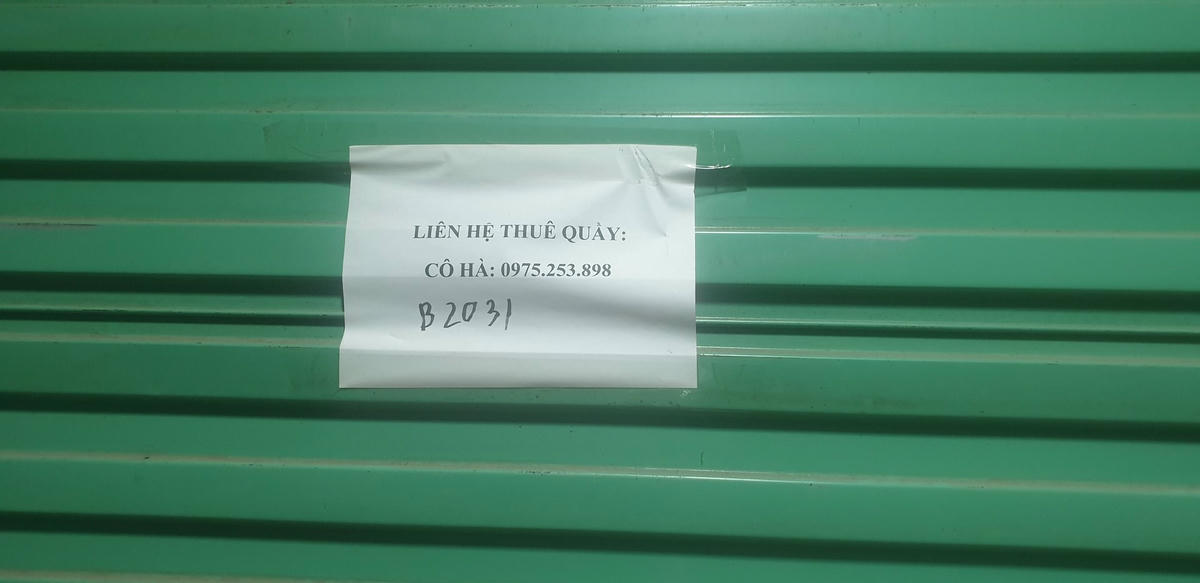 LIÊN HỆ THUÊ QUẦY:
CÔ HÀ: 0975.253.898
B2031